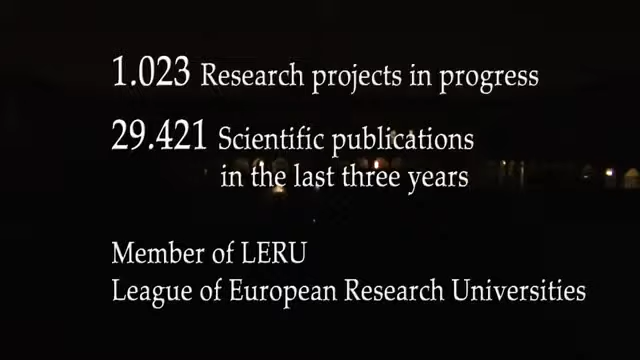 1.023 Research projects in progress
29.421 Scientific publications
in the last three years
Member of LERU
League of European Research Universities